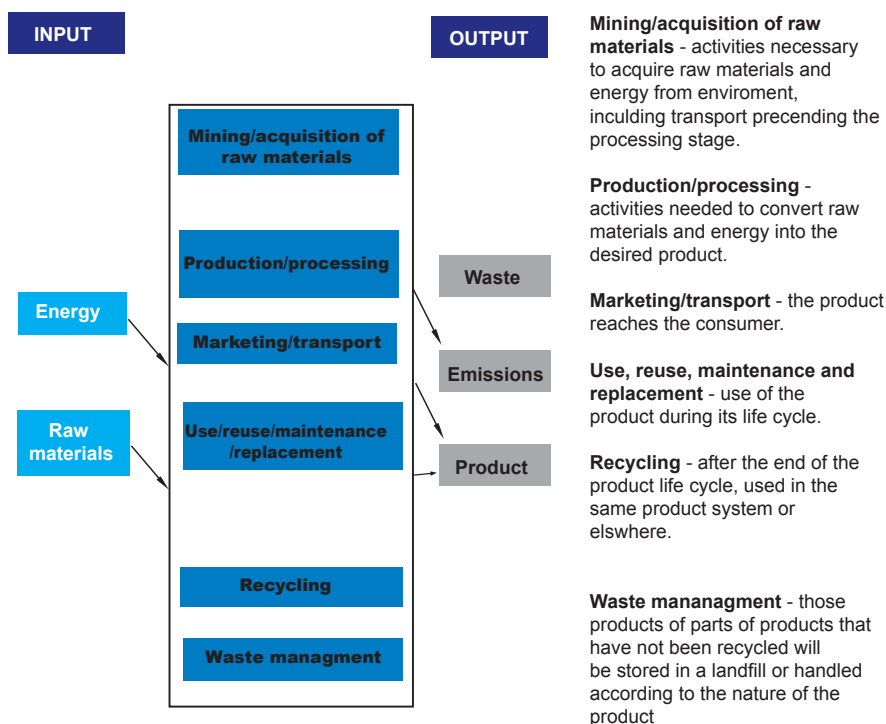 INPUT
OUTPUT
Mining/acquisition of
raw materials
Production/processing
Marketing/transport
Use/reuse/maintenance
/replacement
Recycling
Waste managment
Energy
Raw
materials
Waste
Emissions
Product
Mining/acquisition of raw
materials - activities necessary
to acquire raw materials and
energy from enviroment,
inculding transport precending the
processing stage.
Production/processing -
activities needed to convert raw
materials and energy into the
desired product.
Marketing/transport - the product
reaches the consumer.
Use, reuse, maintenance and
replacement - use of the
product during its life cycle.
Recycling - after the end of the
product life cycle, used in the
same product system or
elswhere.
Waste mananagment - those
products of parts of products that
have not been recycled will
be stored in a landfill or handled
according to the nature of the
product